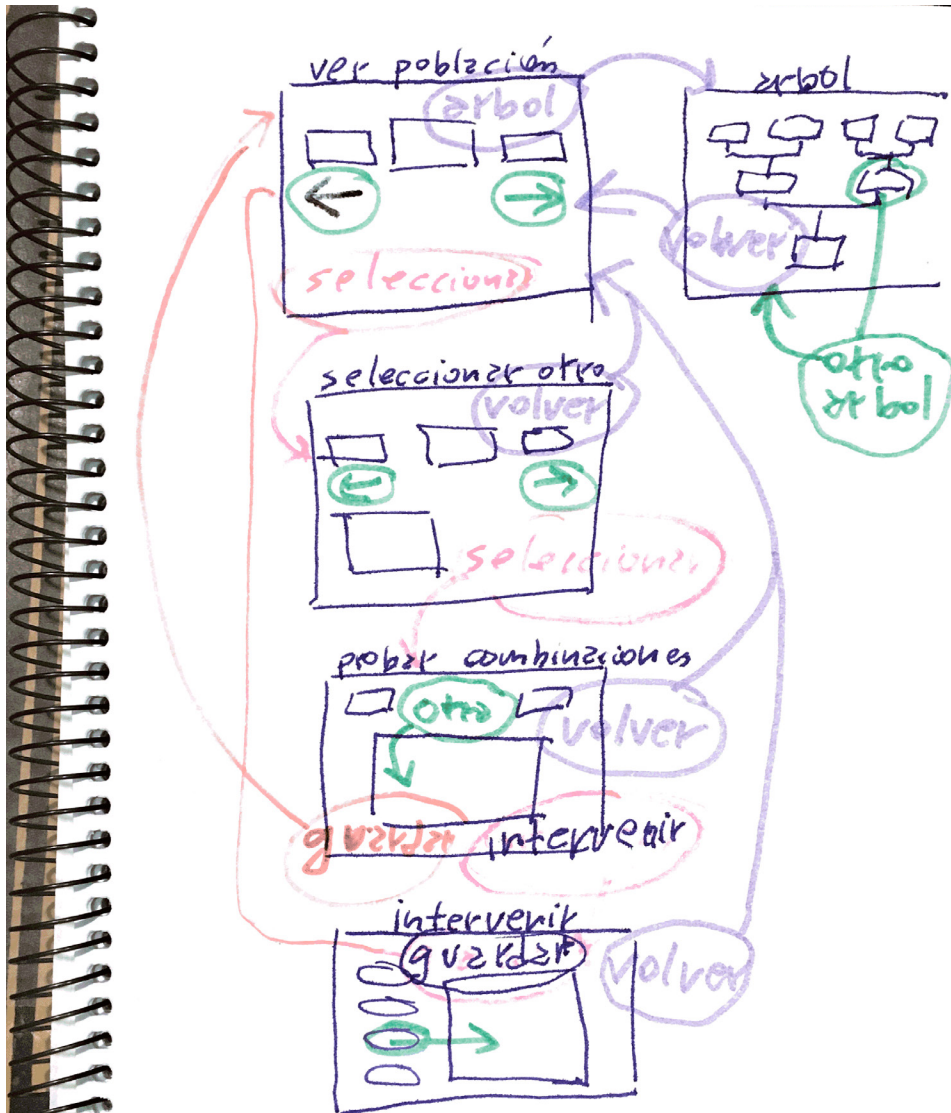 ver población
arbol
arbol
volver
seleccionar
otro
arbol
seleccionar otro
volver
seleccionar
probar combinaciones
otra
volver
guardar
intervenir
intervenir
guardar
volver